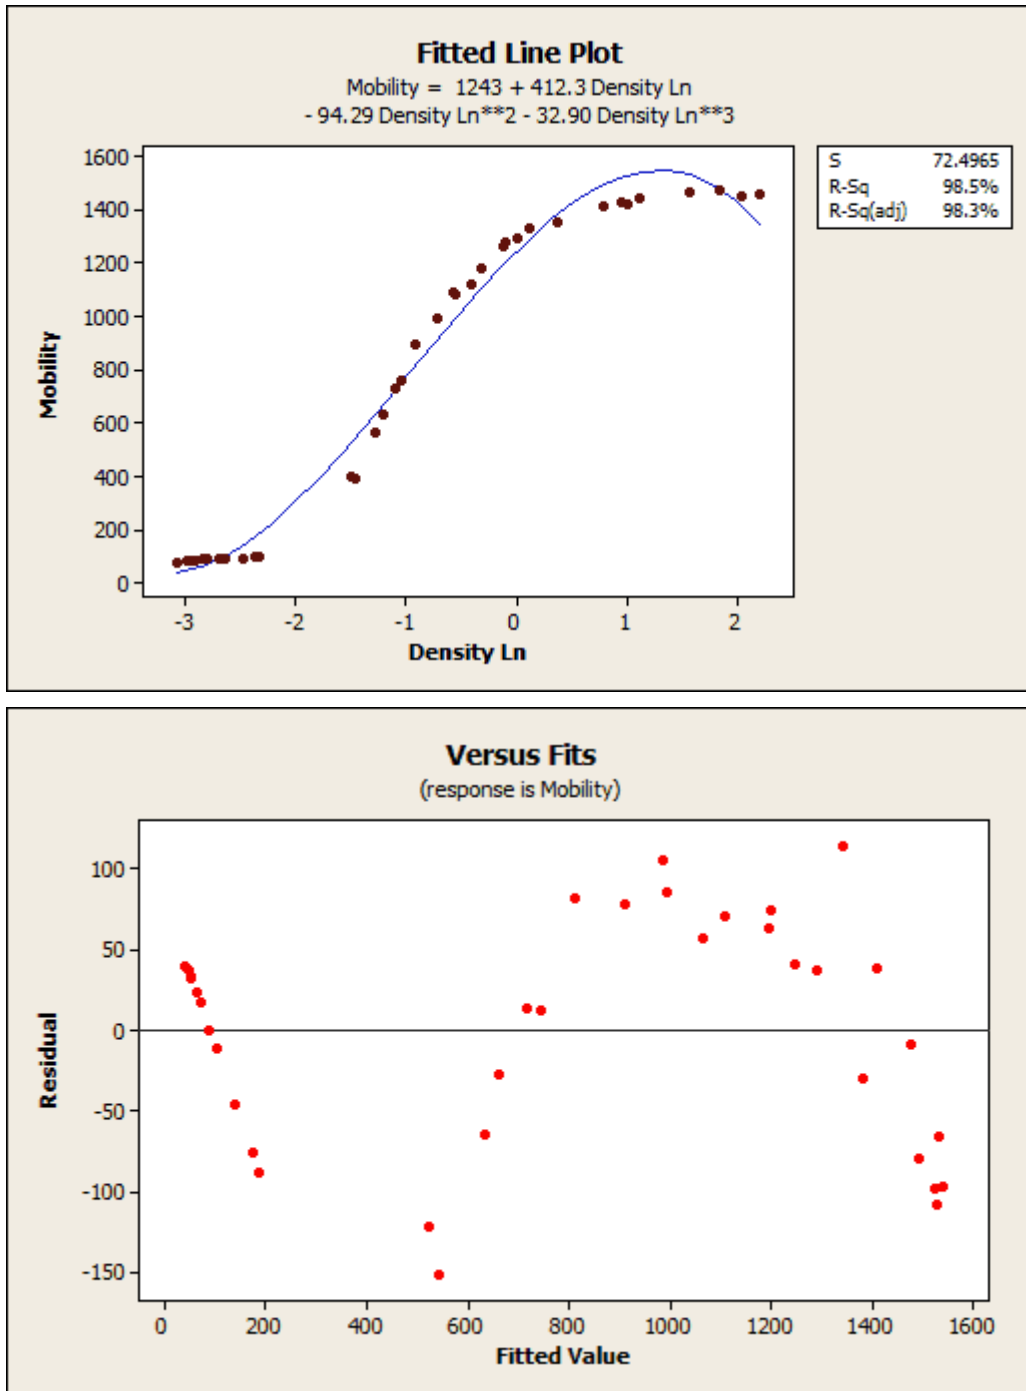 Fitted Line Plot
Mobility = 1243 + 412.3 Density Ln
- 94.29 Density Ln**2 - 32.90 Density Ln**3
S 72.4965
R-Sq 98.5%
R-Sq(adj) 98.3%
1600
1400
1200
1000
800
600
400
200
0
Mobility
-3 -2 -1 0 1 2
Density Ln
Versus Fits
(response is Mobility)
100
50
0
-50
-100
-150
Residual
0 200 400 600 800 1000 1200 1400 1600
Fitted Value